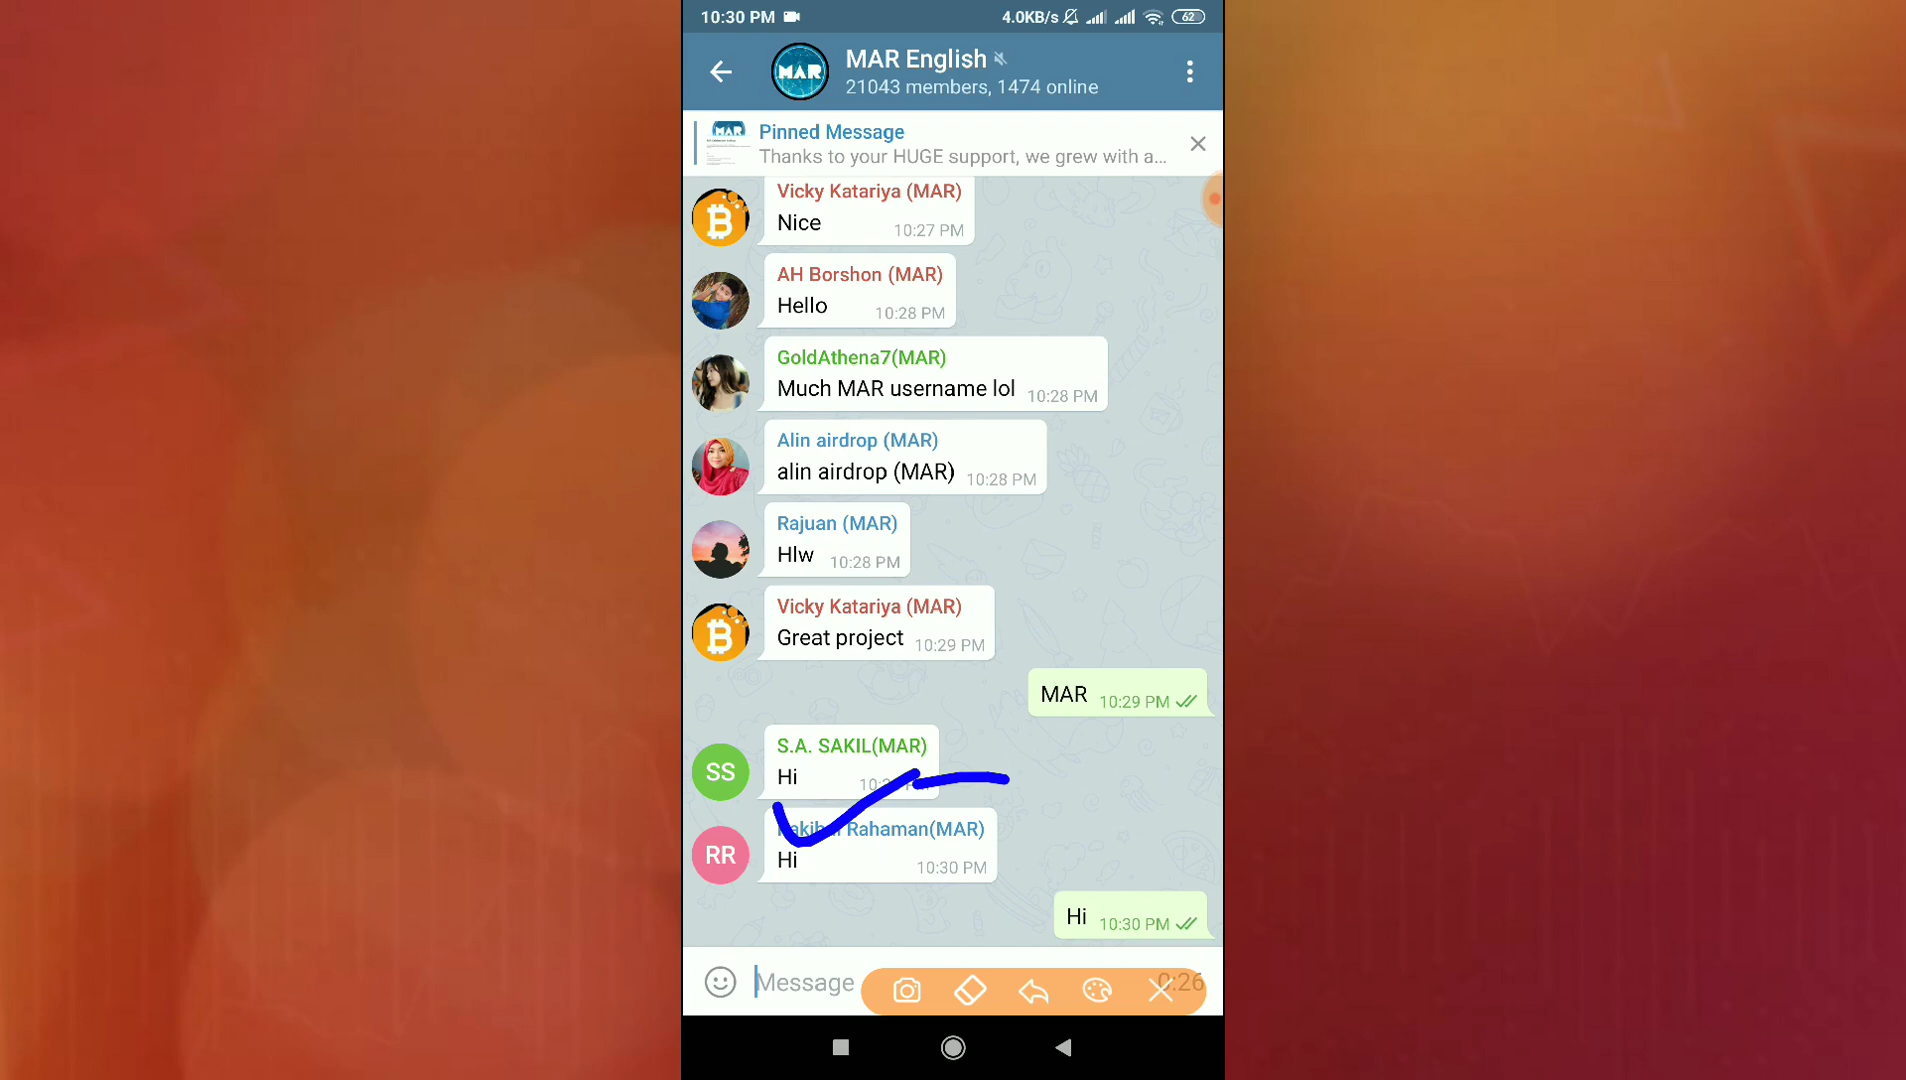 10:30 PM
4.0KB/s
62
MAR
MAR English
21043 members, 1474 online
MAR
Pinned Message
Thanks to your HUGE support, we grew with a...
Vicky Katariya (MAR)
Nice 10:27 PM
AH Borshon (MAR)
Hello 10:28 PM
GoldAthena7(MAR)
Much MAR username lol 10:28 PM
Alin airdrop (MAR)
alin airdrop (MAR) 10:28 PM
Rajuan (MAR)
Hlw 10:28 PM
Vicky Katariya (MAR)
Great project 10:29 PM
MAR 10:29 PM
S.A. SAKIL(MAR)
SS
Hi
Rahaman(MAR)
RR
Hi 10:30 PM
Hi 10:30 PM
Message
0:26